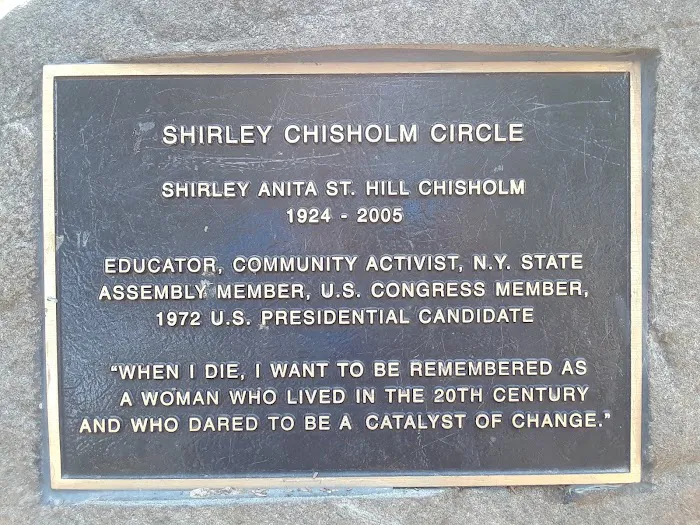 SHIRLEY CHISHOLM CIRCLE
SHIRLEY ANITA ST. HILL CHISHOLM
1924 - 2005
EDUCATOR, COMMUNITY ACTIVIST, N.Y. STATE
ASSEMBLY MEMBER, U.S. CONGRESS MEMBER,
1972 U.S. PRESIDENTIAL CANDIDATE
“WHEN I DIE, I WANT TO BE REMEMBERED AS
A WOMAN WHO LIVED IN THE 20TH CENTURY
AND WHO DARED TO BE A CATALYST OF CHANGE.”